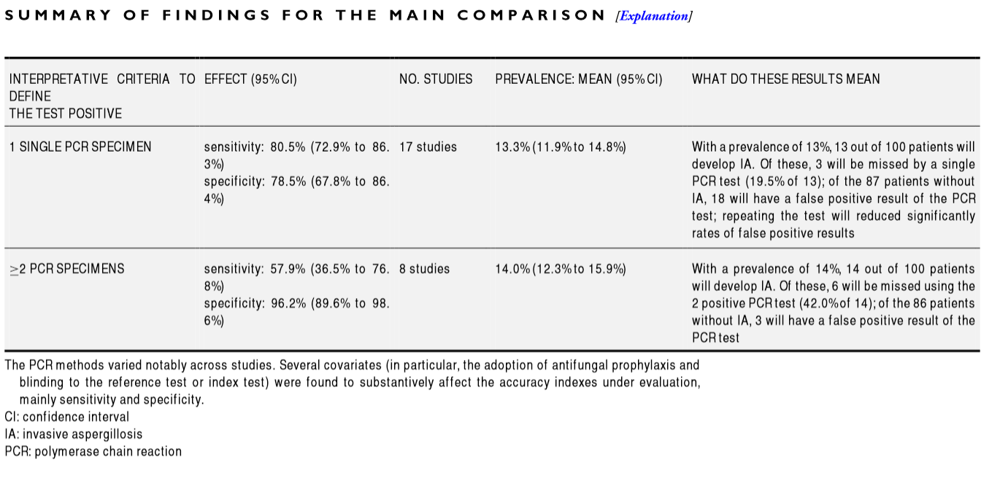 SUMMARY OF FINDINGS FOR THE MAIN COMPARISON [Explanation]
INTERPRETATIVE CRITERIA TO
DEFINE
THE TEST POSITIVE
EFFECT (95% CI)
NO. STUDIES
PREVALENCE: MEAN (95% CI)
WHAT DO THESE RESULTS MEAN
1 SINGLE PCR SPECIMEN
sensitivity: 80.5% (72.9% to 86.
3%)
specificity: 78.5% (67.8% to 86.
4%)
17 studies
13.3% (11.9% to 14.8%)
With a prevalence of 13%, 13 out of 100 patients will
develop IA. Of these, 3 will be missed by a single
PCR test (19.5% of 13); of the 87 patients without
IA, 18 will have a false positive result of the PCR
test; repeating the test will reduced significantly
rates of false positive results
≥2 PCR SPECIMENS
sensitivity: 57.9% (36.5% to 76.
8%)
specificity: 96.2% (89.6% to 98.
6%)
8 studies
14.0% (12.3% to 15.9%)
With a prevalence of 14%, 14 out of 100 patients
will develop IA. Of these, 6 will be missed using the
2 positive PCR test (42.0% of 14); of the 86 patients
without IA, 3 will have a false positive result of the
PCR test
The PCR methods varied notably across studies. Several covariates (in particular, the adoption of antifungal prophylaxis and
blinding to the reference test or index test) were found to substantively affect the accuracy indexes under evaluation,
mainly sensitivity and specificity.
CI: confidence interval
IA: invasive aspergillosis
PCR: polymerase chain reaction